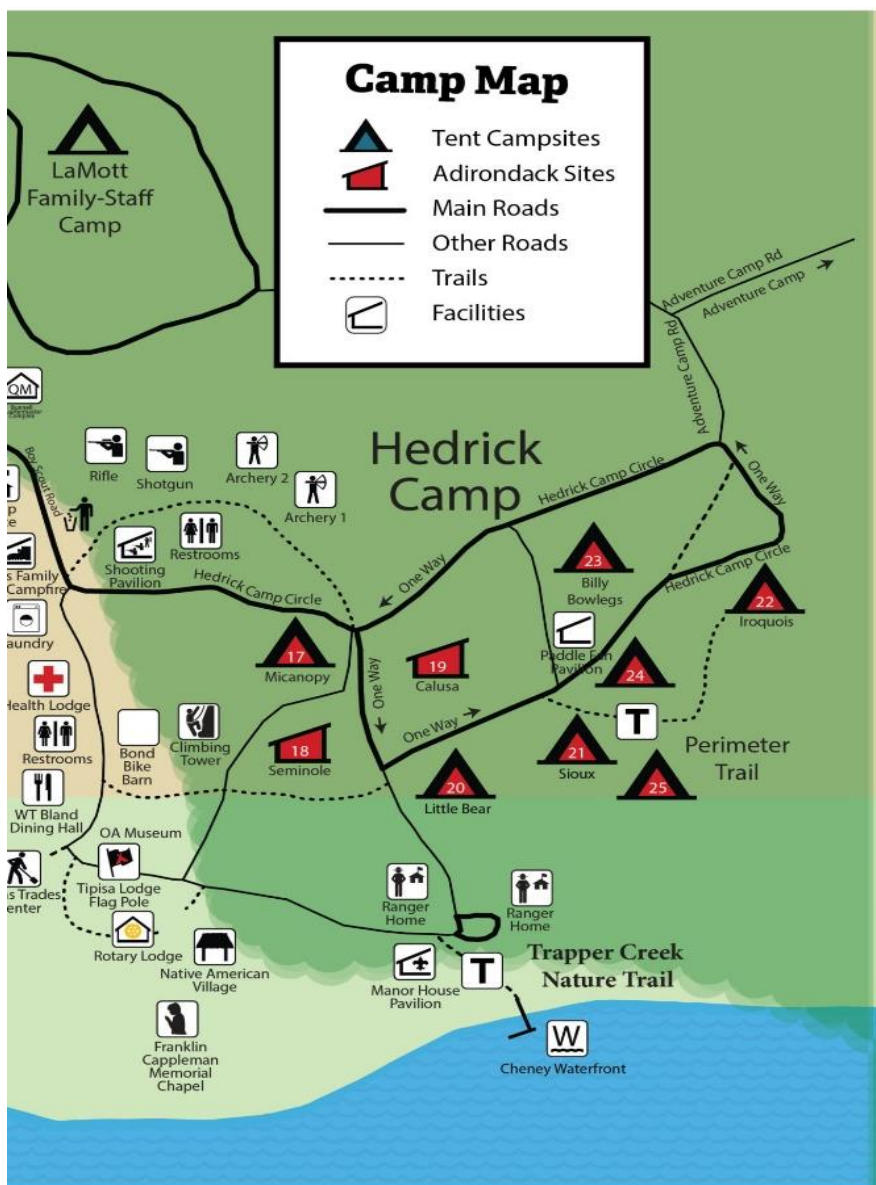 Camp Map
Tent Campsites
Adirondack Sites
Main Roads
Other Roads
Trails
Facilities
LaMott
Family-Staff
Camp
Adventure Camp Rd
Adventure Camp
Adventure Camp Rd
QM
Boy Scout Road
Rifle
Shotgun
Archery 2
Archery 1
Hedrick
Camp
Hedrick Camp Circle
One Way
Shooting
Pavilion
Restrooms
Hedrick Camp Circle
One Way
23
Billy
Bowlegs
Hedrick Camp Circle
22
Iroquois
s Family
Campfire
aundry
17
Micanopy
One Way
19
Calusa
Paddle Fan
Pavilion
24
Health Lodge
Restrooms
Bond
Bike
Barn
Climbing
Tower
18
Seminole
One Way
T
21
Sioux
Perimeter
Trail
20
Little Bear
25
WT Bland
Dining Hall
OA Museum
Tipisa Lodge
Flag Pole
s Trades
enter
Rotary Lodge
Native American
Village
Ranger
Home
Ranger
Home
Manor House
Pavilion
T
Trapper Creek
Nature Trail
Franklin
Cappleman
Memorial
Chapel
W
Cheney Waterfront